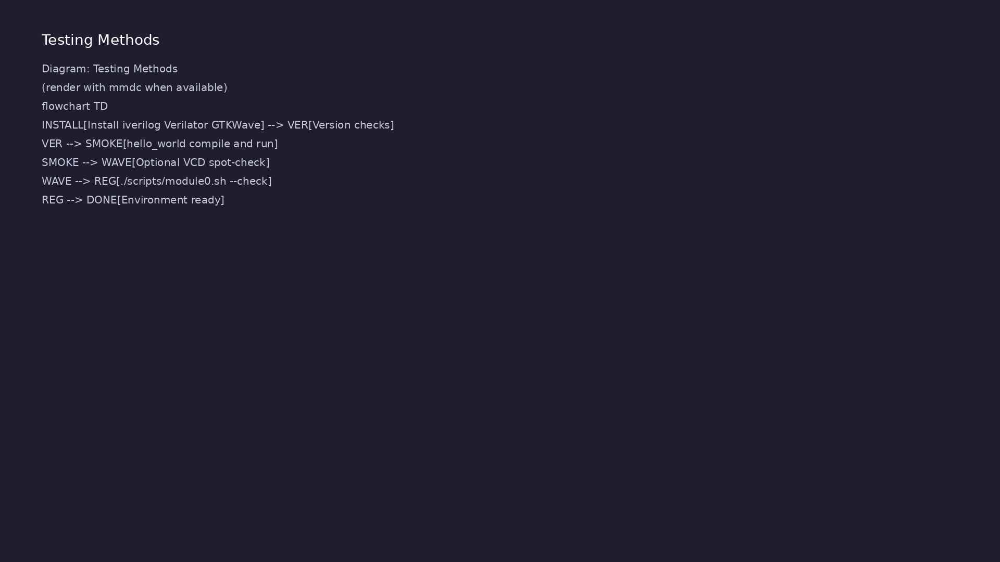 Testing Methods
Diagram: Testing Methods
(render with mmdc when available)
flowchart TD
INSTALL[Install iverilog Verilator GTKWave] --> VER[Version checks]
VER --> SMOKE[hello_world compile and run]
SMOKE --> WAVE[Optional VCD spot-check]
WAVE --> REG[./scripts/module0.sh --check]
REG --> DONE[Environment ready]